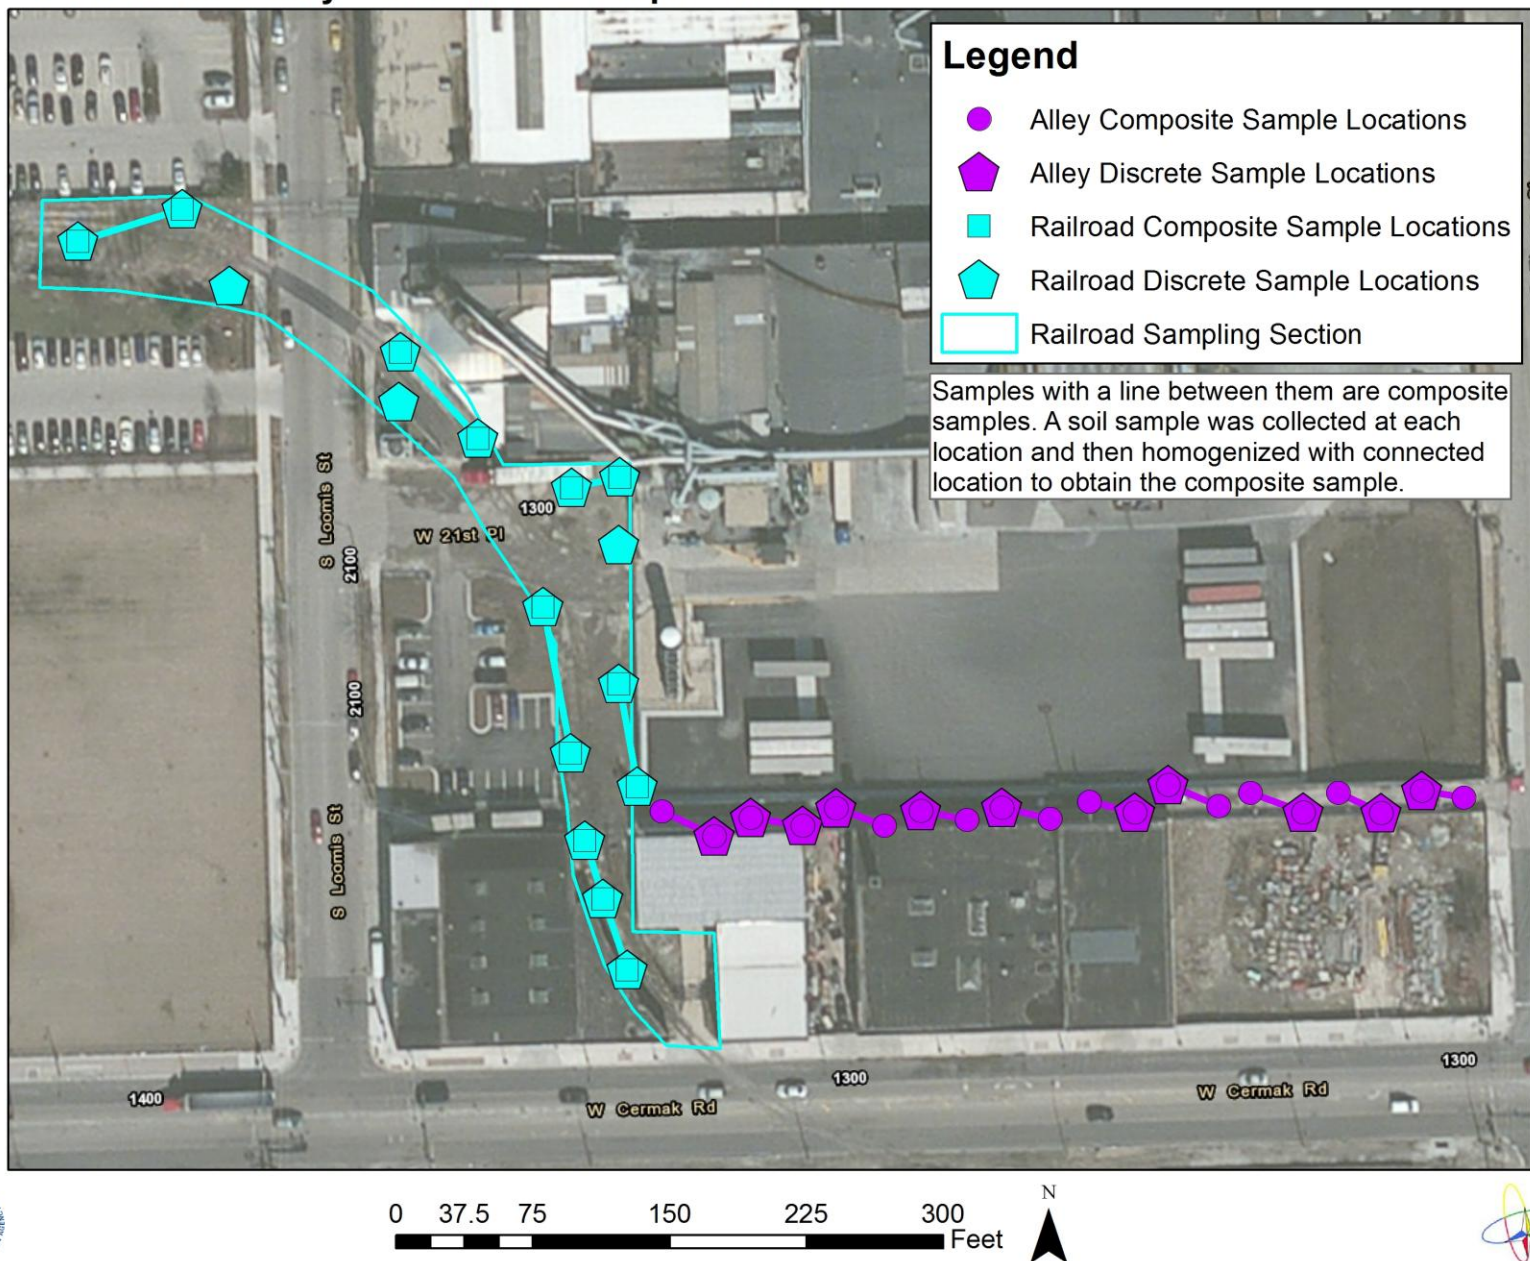 Legend
Alley Composite Sample Locations
Alley Discrete Sample Locations
Railroad Composite Sample Locations
Railroad Discrete Sample Locations
Railroad Sampling Section
Samples with a line between them are composite
samples. A soil sample was collected at each
location and then homogenized with connected
location to obtain the composite sample.
S Loomis St
2100
1300
W 21st Pl
2100
S Loomis St
1400
W Cermak Rd
1300
W Cermak Rd
1300
0 37.5 75 150 225 300
Feet
N